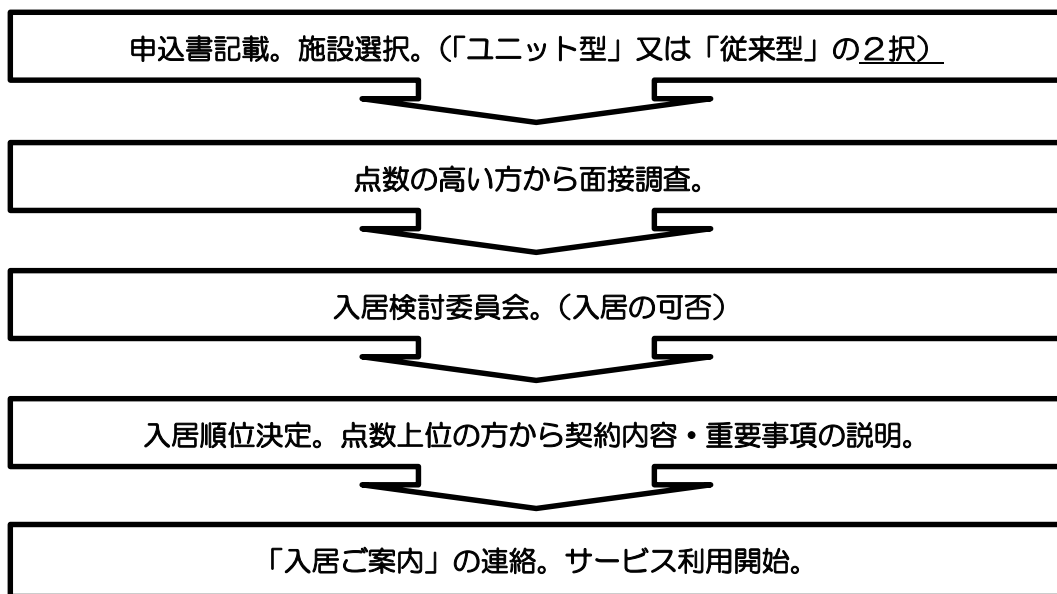 申込書記載。施設選択。(「ユニット型」又は「従来型」の２択)
点数の高い方から面接調査。
入居検討委員会。(入居の可否)
入居順位決定。点数上位の方から契約内容・重要事項の説明。
「入居ご案内」の連絡。サービス利用開始。